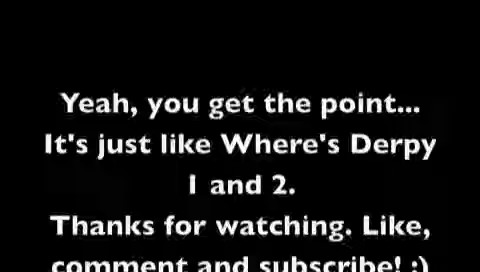 Yeah, you get the point...
It's just like Where's Derpy
1 and 2.
Thanks for watching. Like,
comment and subscribe! :)